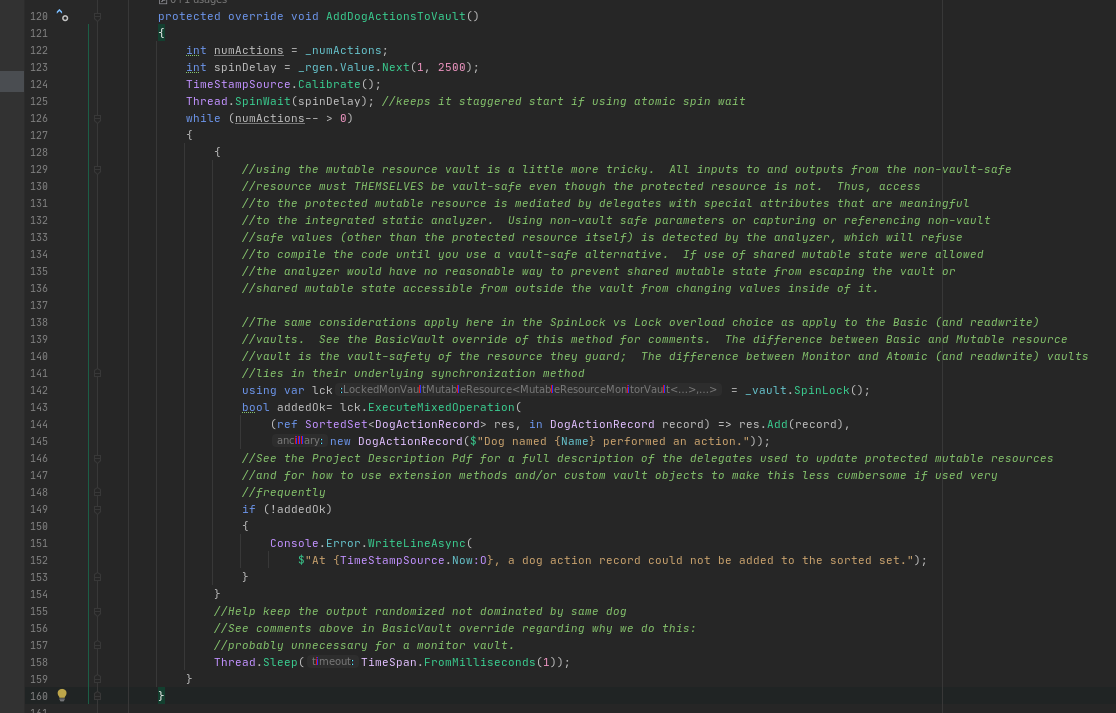 0+1 usages
120 protected override void AddDogActionsToVault()
121 {
122 int numActions = _numActions;
123 int spinDelay = _rgen.Value.Next(1, 2500);
124 TimeStampSource.Calibrate();
125 Thread.SpinWait(spinDelay); //keeps it staggered start if using atomic spin wait
126 while (numActions-- > 0)
127 {
128 {
129 //using the mutable resource vault is a little more tricky.  All inputs to and outputs from the non-vault-safe
130 //resource must THEMSELVES be vault-safe even though the protected resource is not.  Thus, access
131 //to the protected mutable resource is mediated by delegates with special attributes that are meaningful
132 //to the integrated static analyzer.  Using non-vault safe parameters or capturing or referencing non-vault
133 //safe values (other than the protected resource itself) is detected by the analyzer, which will refuse
134 //to compile the code until you use a vault-safe alternative.  If use of shared mutable state were allowed
135 //the analyzer would have no reasonable way to prevent shared mutable state from escaping the vault or
136 //shared mutable state accessible from outside the vault from changing values inside of it.
137
138 //The same considerations apply here in the SpinLock vs Lock overload choice as apply to the Basic (and readwrite)
139 //vaults.  See the BasicVault override of this method for comments.  The difference between Basic and Mutable resource
140 //vault is the vault-safety of the resource they guard;  The difference between Monitor and Atomic (and readwrite) vaults
141 //lies in their underlying synchronization method
142 using var lck :LockedMonVaultMutableResource<MutableResourceMonitorVault<...>,...> = _vault.SpinLock();
143 bool addedOk= lck.ExecuteMixedOperation(
144 (ref SortedSet<DogActionRecord> res, in DogActionRecord record) => res.Add(record),
145 ancillary: new DogActionRecord($"Dog named {Name} performed an action."));
146 //See the Project Description Pdf for a full description of the delegates used to update protected mutable resources
147 //and for how to use extension methods and/or custom vault objects to make this less cumbersome if used very
148 //frequently
149 if (!addedOk)
150 {
151 Console.Error.WriteLineAsync(
152 $"At {TimeStampSource.Now:O}, a dog action record could not be added to the sorted set.");
153 }
154 }
155 //Help keep the output randomized not dominated by same dog
156 //See comments above in BasicVault override regarding why we do this:
157 //probably unnecessary for a monitor vault.
158 Thread.Sleep( timeout: TimeSpan.FromMilliseconds(1));
159 }
160 }
161